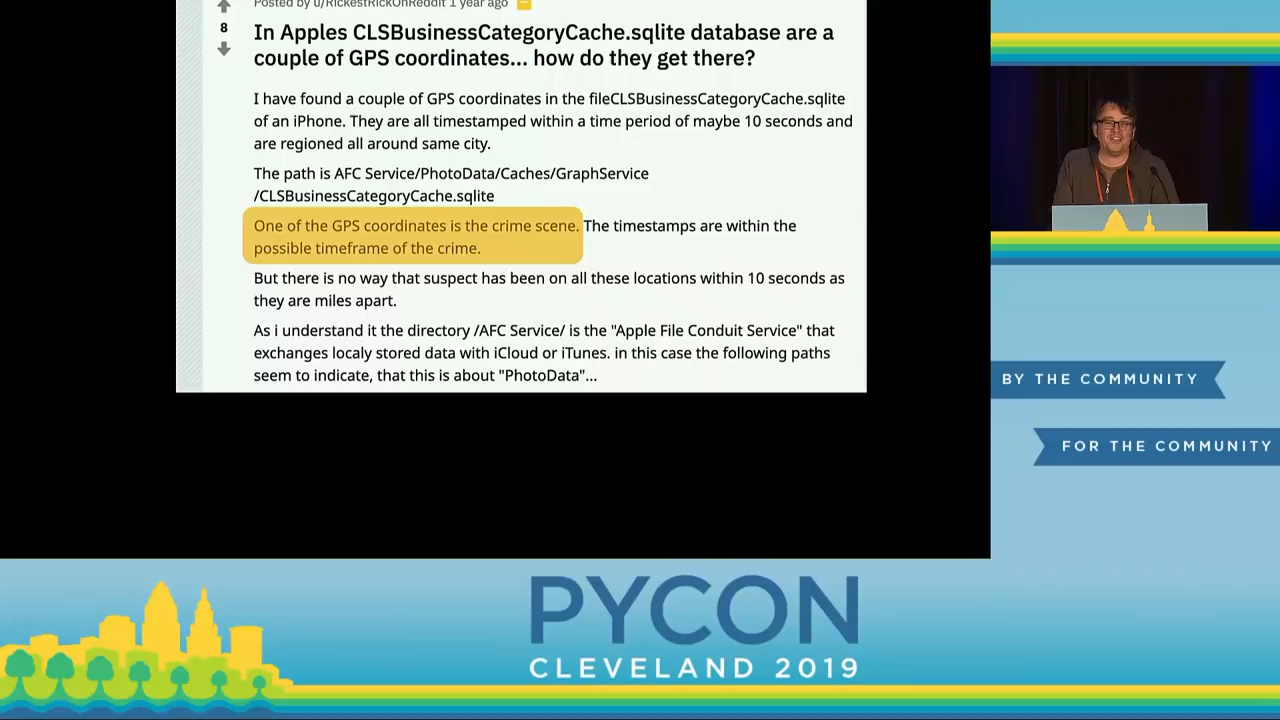 Posted by u/RickestRickOnReddit 1 year ago
8
In Apples CLSBusinessCategoryCache.sqlite database are a
couple of GPS coordinates... how do they get there?
I have found a couple of GPS coordinates in the fileCLSBusinessCategoryCache.sqlite
of an iPhone. They are all timestamped within a time period of maybe 10 seconds and
are regioned all around same city.
The path is AFC Service/PhotoData/Caches/GraphService
/CLSBusinessCategoryCache.sqlite
One of the GPS coordinates is the crime scene. The timestamps are within the
possible timeframe of the crime.
But there is no way that suspect has been on all these locations within 10 seconds as
they are miles apart.
As i understand it the directory /AFC Service/ is the "Apple File Conduit Service" that
exchanges localy stored data with iCloud or iTunes. in this case the following paths
seem to indicate, that this is about "PhotoData"...
BY THE COMMUNITY
FOR THE COMMUNITY
PYCON
CLEVELAND 2019